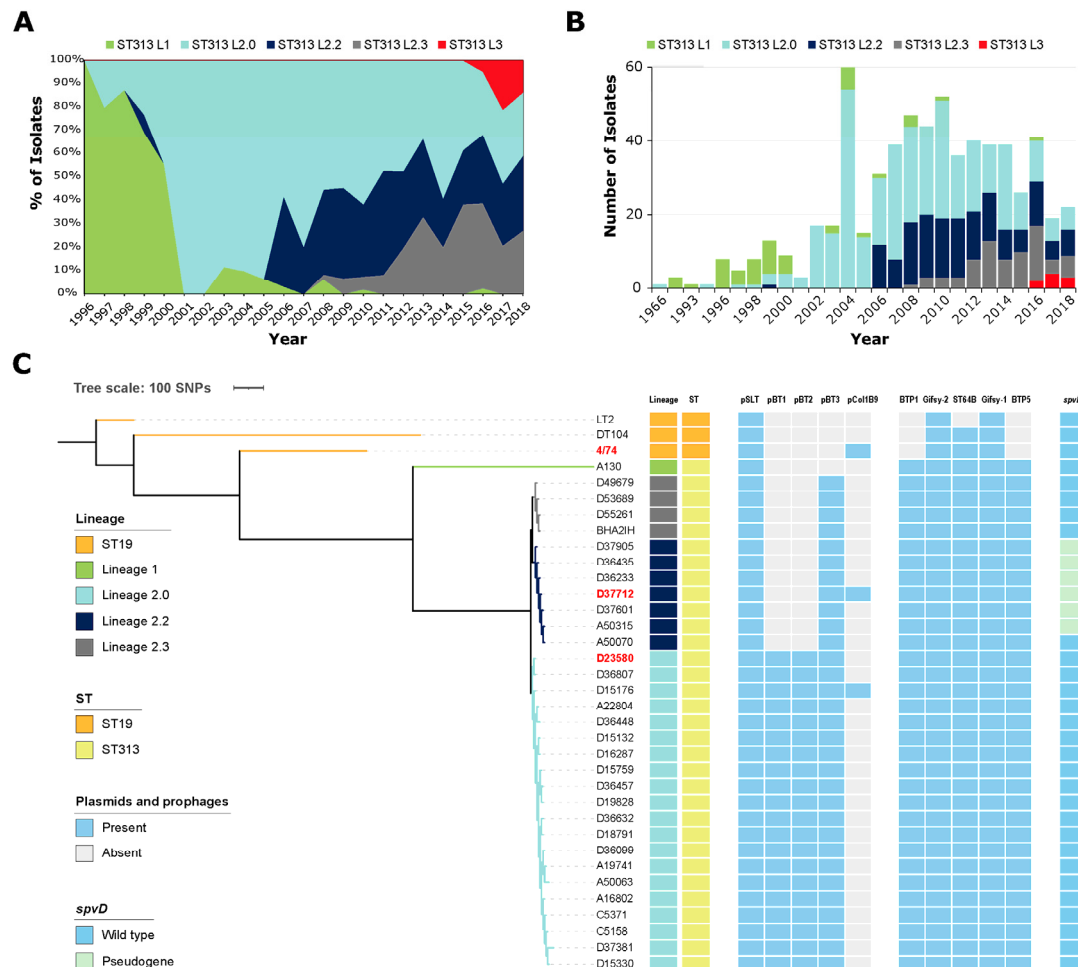 A
ST313 L1 ST313 L2.0 ST313 L2.2 ST313 L2.3 ST313 L3
100%
90%
80%
70%
60%
50%
40%
30%
20%
10%
0%
% of Isolates
1996 1997 1998 1999 2000 2001 2002 2003 2004 2005 2006 2007 2008 2009 2010 2011 2012 2013 2014 2015 2016 2017 2018
Year
B
ST313 L1 ST313 L2.0 ST313 L2.2 ST313 L2.3 ST313 L3
60
40
20
0
Number of Isolates
1966 1993 1996 1998 2000 2002 2004 2006 2008 2010 2012 2014 2016 2018
Year
C
Tree scale: 100 SNPs
Lineage ST pSLT pBT1 pBT2 pBT3 pCol1B9 BTP1 Gifsy-2 ST64B Gifsy-1 BTP5
LT2
DT104
4/74
A130
D49679
D53689
D55261
BHA2IH
D37905
D36435
D36233
D37712
D37601
A50315
A50070
D23580
D36807
D15176
A22804
D36448
D15132
D16287
D15759
D36457
D19828
D36632
D18791
D36099
A19741
A50063
A16802
C5371
C5158
D37381
D15330
Lineage
ST19
Lineage 1
Lineage 2.0
Lineage 2.2
Lineage 2.3
ST
ST19
ST313
Plasmids and prophages
Present
Absent
spvD
Wild type
Pseudogene